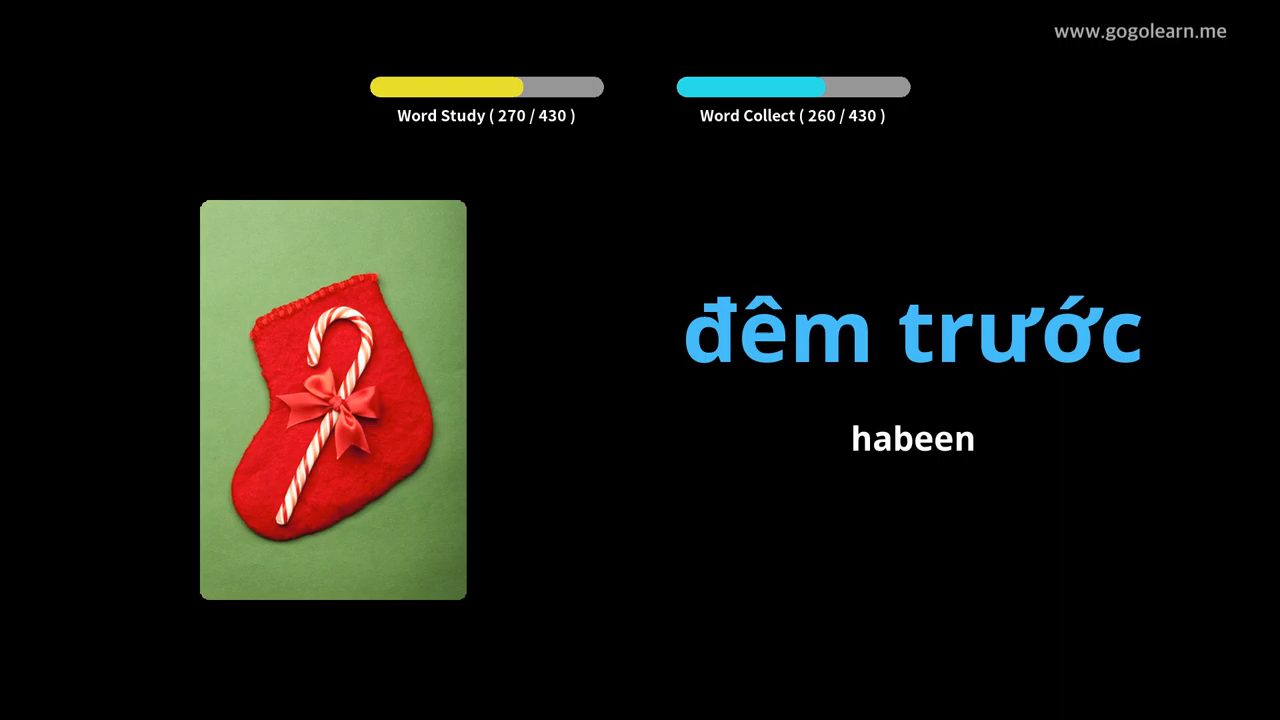 www.gogolearn.me
Word Study ( 270 / 430 )
Word Collect ( 260 / 430 )
đêm trước
habeen